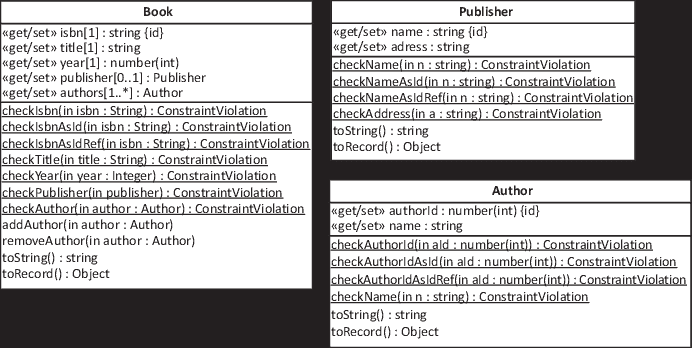 Book
«get/set» isbn[1] : string {id}
«get/set» title[1] : string
«get/set» year[1] : number(int)
«get/set» publisher[0..1] : Publisher
«get/set» authors[1..*] : Author
checkIsbn(in isbn : String) : ConstraintViolation
checkIsbnAsId(in isbn : String) : ConstraintViolation
checkIsbnAsIdRef(in isbn : String) : ConstraintViolation
checkTitle(in title : String) : ConstraintViolation
checkYear(in year : Integer) : ConstraintViolation
checkPublisher(in publisher) : ConstraintViolation
checkAuthor(in author : Author) : ConstraintViolation
addAuthor(in author : Author)
removeAuthor(in author : Author)
toString() : string
toRecord() : Object
Publisher
«get/set» name : string {id}
«get/set» adress : string
checkName(in n : string) : ConstraintViolation
checkNameAsId(in n : string) : ConstraintViolation
checkNameAsIdRef(in n : string) : ConstraintViolation
checkAddress(in a : string) : ConstraintViolation
toString() : string
toRecord() : Object
Author
«get/set» authorId : number(int) {id}
«get/set» name : string
checkAuthorId(in aId : number(int)) : ConstraintViolation
checkAuthorIdAsId(in aId : number(int)) : ConstraintViolation
checkAuthorIdAsIdRef(in aId : number(int)) : ConstraintViolation
checkName(in n : string) : ConstraintViolation
toString() : string
toRecord() : Object